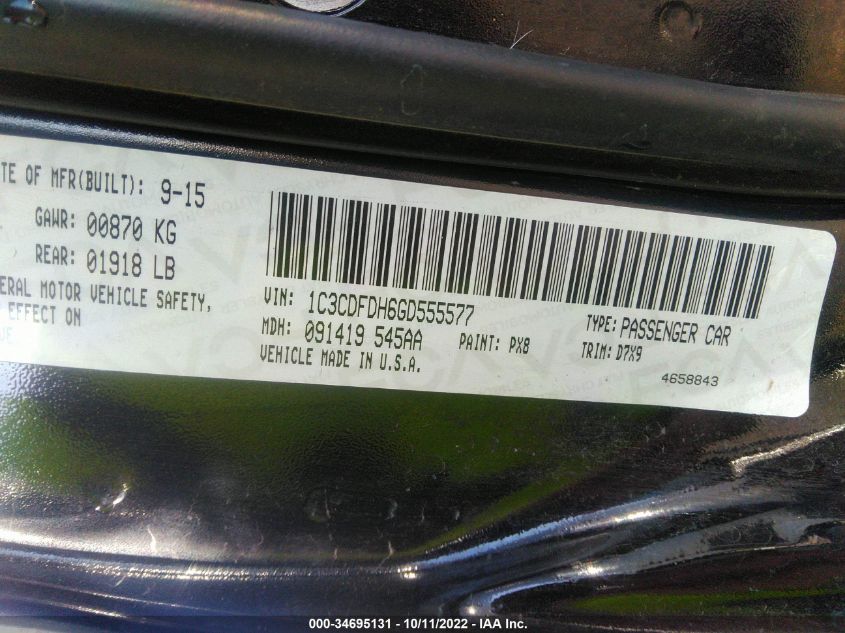 TE OF MFR(BUILT): 9-15
GAWR: 00870 KG
REAR: 01918 LB
ERAL MOTOR VEHICLE SAFETY,
EFFECT ON
VIN: 1C3CDFDH6GD555577
MDH: 091419 545AA PAINT: PX8
VEHICLE MADE IN U.S.A.
TYPE: PASSENGER CAR
TRIM: D7X9
4658843
000-34695131 - 10/11/2022 - IAA Inc.